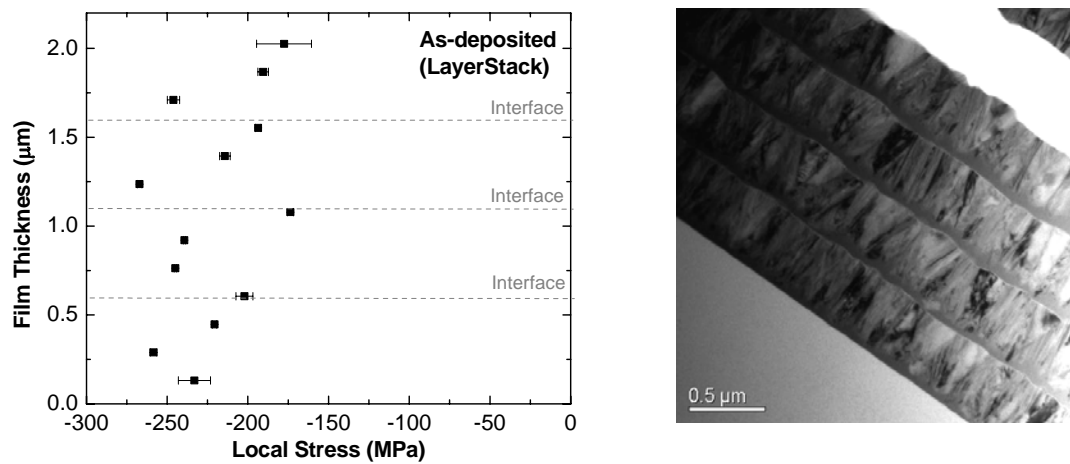 As-deposited
(LayerStack)
2.0
1.5
1.0
0.5
0.0
Interface
Interface
Interface
-300
-250
-200
-150
-100
-50
0
Film Thickness (μm)
Local Stress (MPa)
0.5 μm